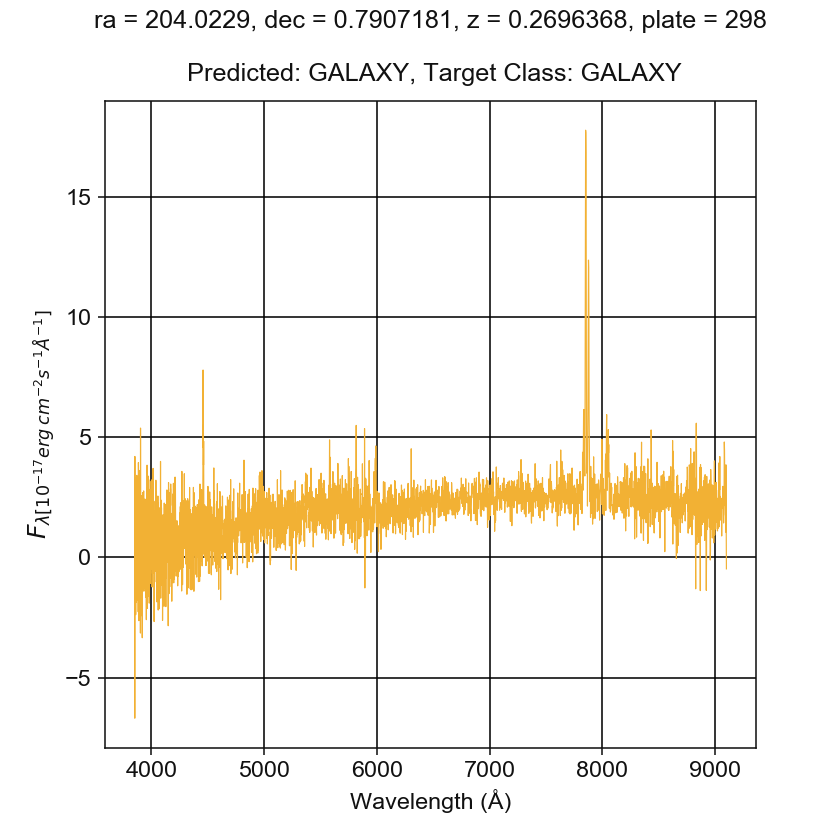 ra = 204.0229, dec = 0.7907181, z = 0.2696368, plate = 298
Predicted: GALAXY, Target Class: GALAXY
15
10
5
0
−5
F_{λ[10^{−17} erg cm^{−2}s^{−1}Å^{−1}]}
4000 5000 6000 7000 8000 9000
Wavelength (Å)